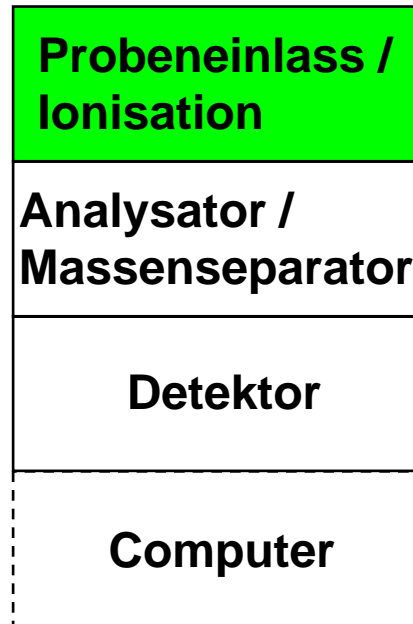 Probeneinlass /
Ionisation
Analysator /
Massenseparator
Detektor
Computer